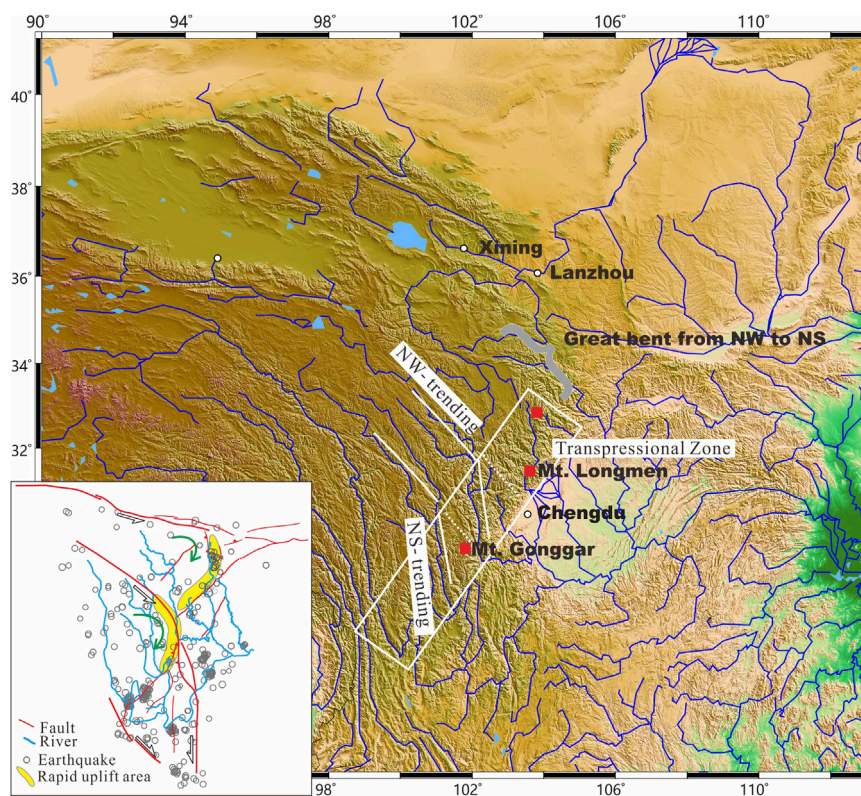 90° 94° 98° 102° 106° 110°
40°
38°
Xining
Lanzhou
36°
Great bent from NW to NS
34°
NW- trending
32°
Transpressional Zone
Mt. Longmen
Chengdu
NS- trending
Mt. Gonggar
Fault
River
Earthquake
Rapid uplift area
98° 102° 106° 110°